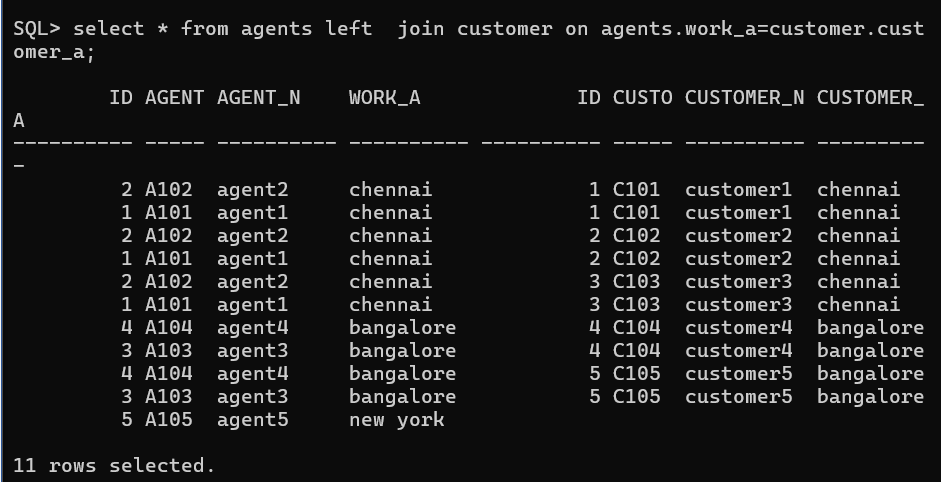 SQL> select * from agents left  join customer on agents.work_a=customer.cust
omer_a;
        ID AGENT AGENT_N    WORK_A             ID CUSTO CUSTOMER_N CUSTOMER_
A
---------- ----- ---------- ---------- ---------- ----- ---------- ---------
-
         2 A102  agent2     chennai             1 C101  customer1  chennai
         1 A101  agent1     chennai             1 C101  customer1  chennai
         2 A102  agent2     chennai             2 C102  customer2  chennai
         1 A101  agent1     chennai             2 C102  customer2  chennai
         2 A102  agent2     chennai             3 C103  customer3  chennai
         1 A101  agent1     chennai             3 C103  customer3  chennai
         4 A104  agent4     bangalore           4 C104  customer4  bangalore
         3 A103  agent3     bangalore           4 C104  customer4  bangalore
         4 A104  agent4     bangalore           5 C105  customer5  bangalore
         3 A103  agent3     bangalore           5 C105  customer5  bangalore
         5 A105  agent5     new york
11 rows selected.